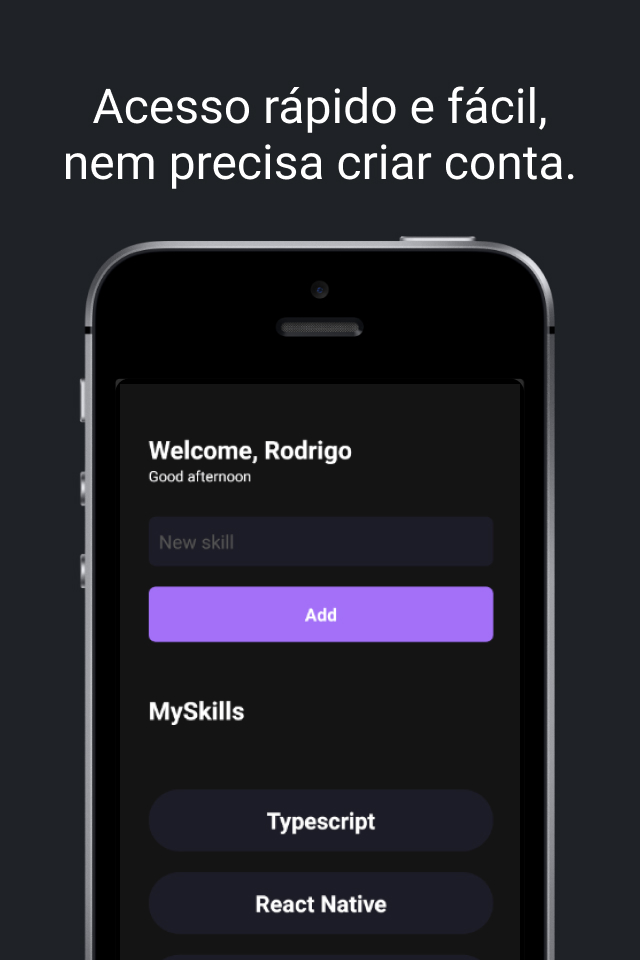 Acesso rápido e fácil,
nem precisa criar conta.
Welcome, Rodrigo
Good afternoon
New skill
Add
MySkills
Typescript
React Native